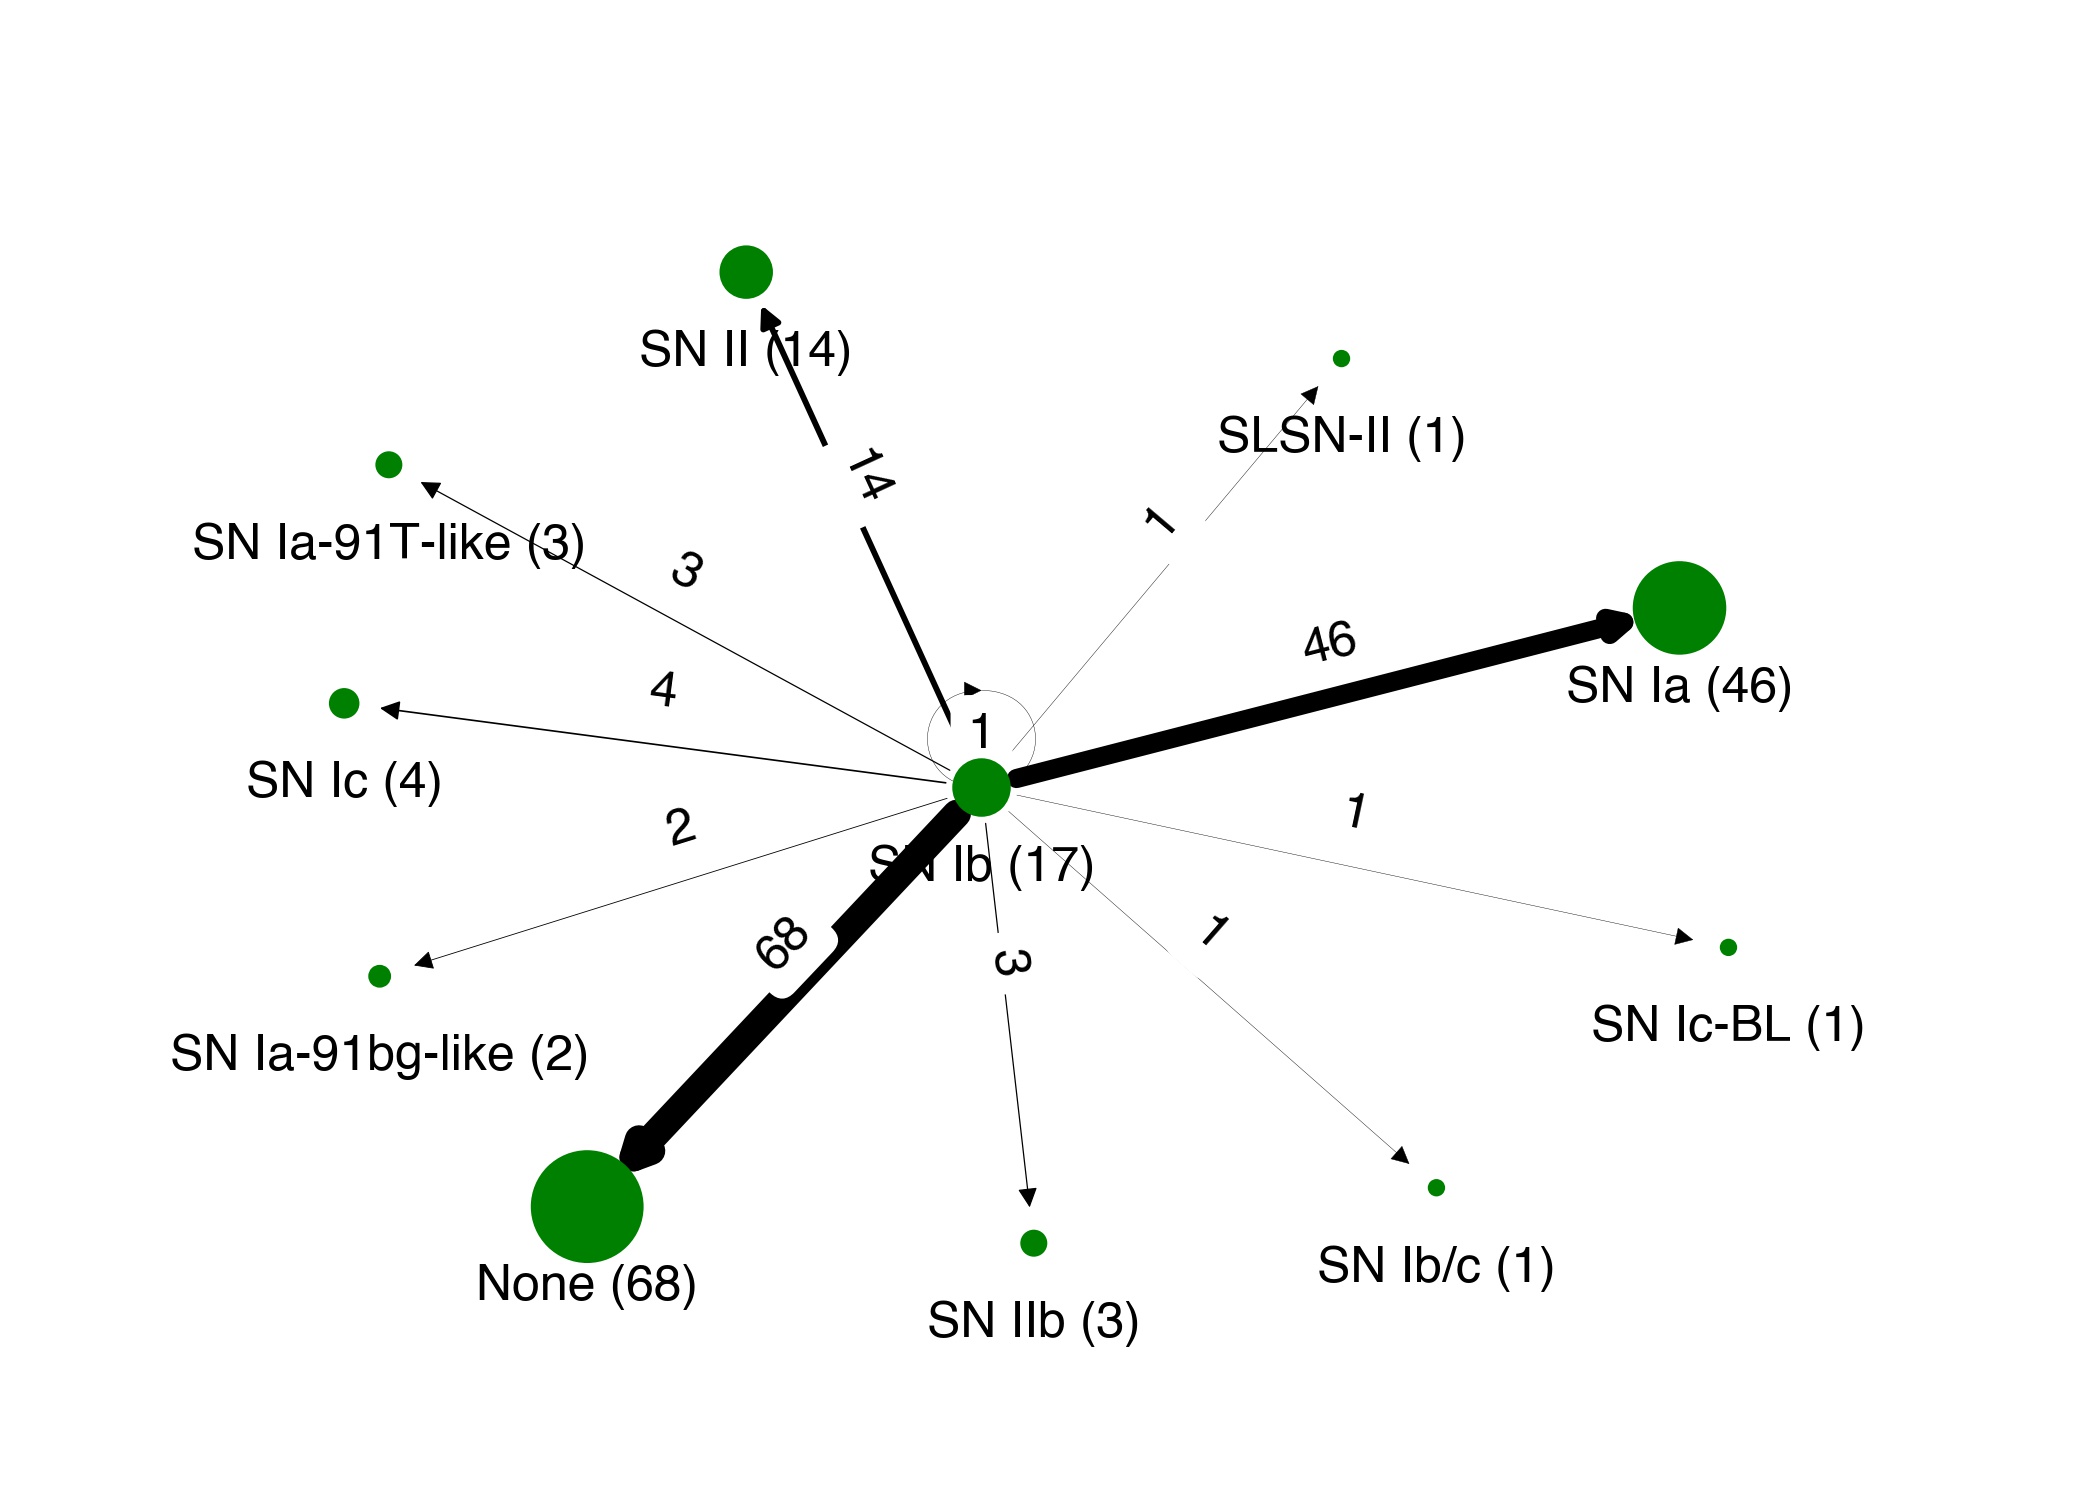 SN II (14)
SLSN-II (1)
14
1
SN Ia-91T-like (3)
3
46
SN Ia (46)
4
1
SN Ic (4)
2
1
SN Ib (17)
68
3
1
SN Ic-BL (1)
SN Ia-91bg-like (2)
None (68)
SN Ib/c (1)
SN IIb (3)